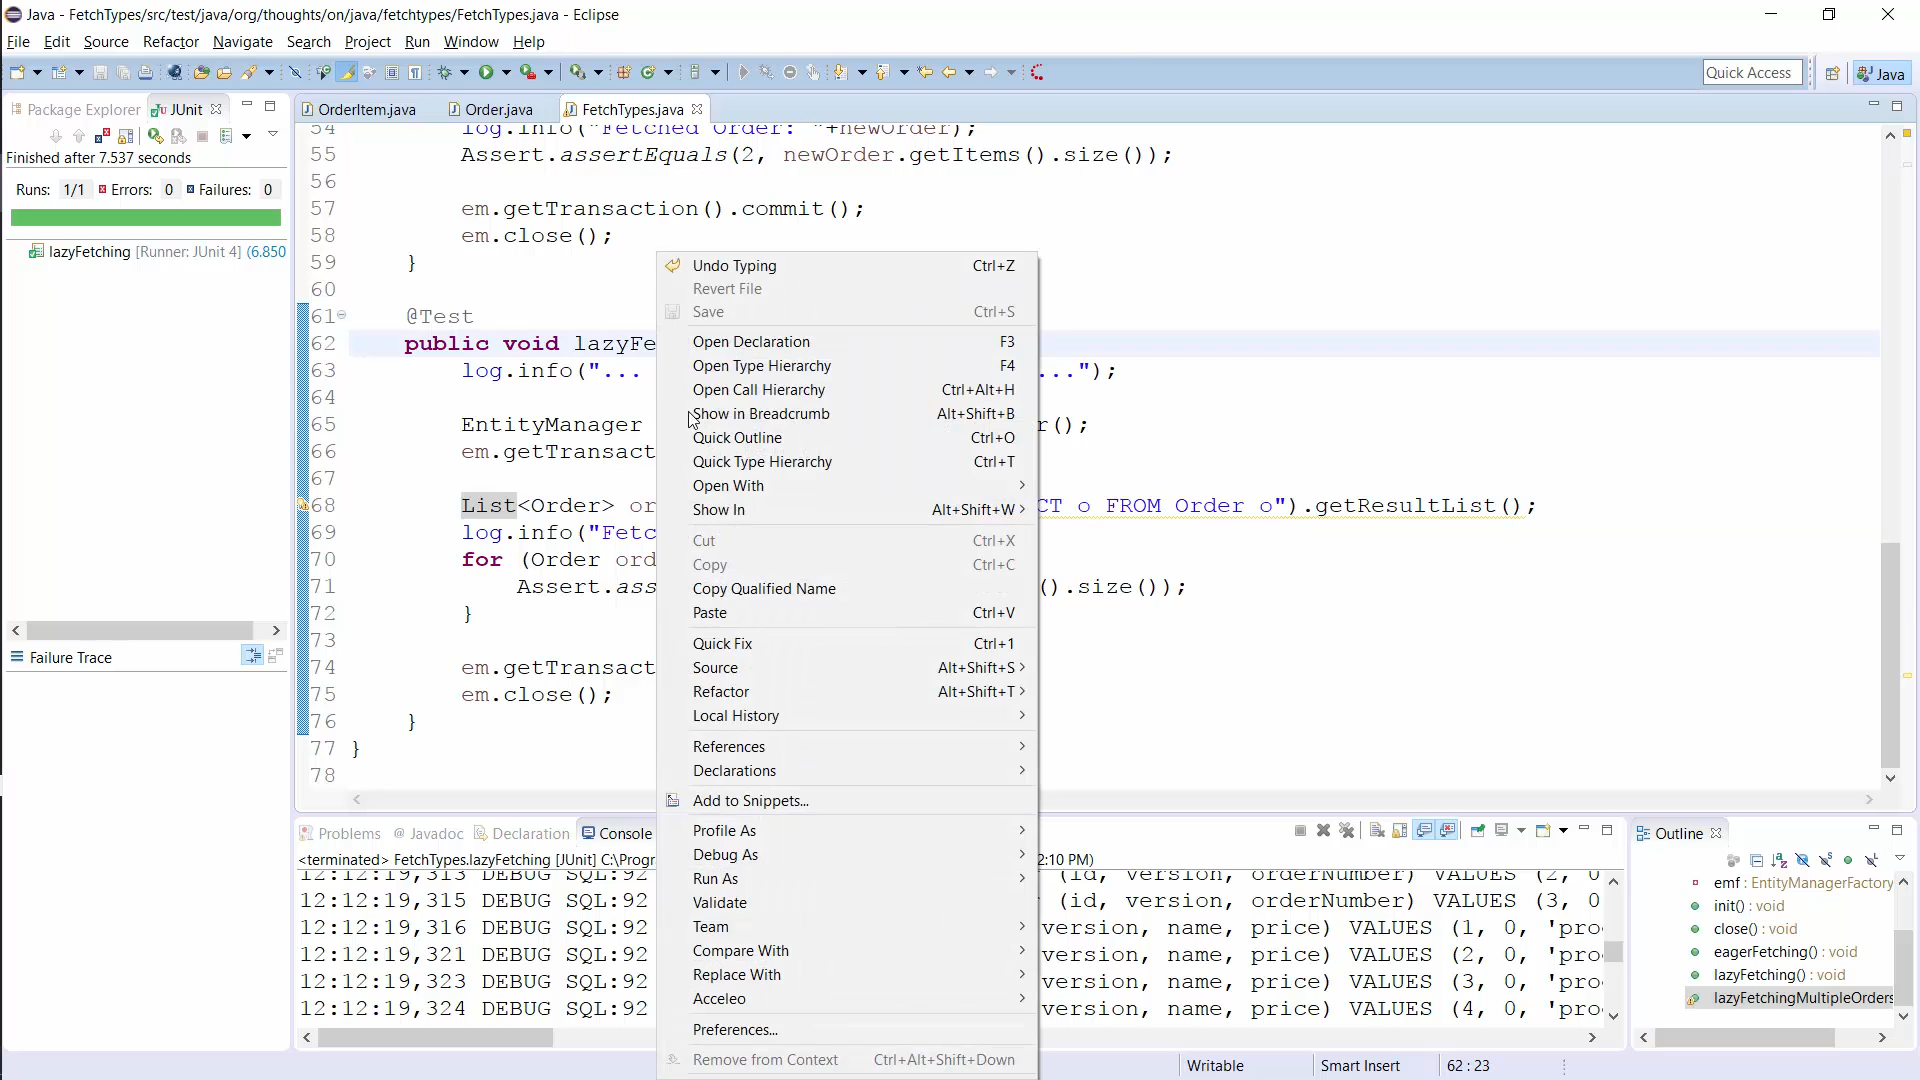 Java - FetchTypes/src/test/java/org/thoughts/on/java/fetchtypes/FetchTypes.java - Eclipse
File Edit Source Refactor Navigate Search Project Run Window Help
Quick Access
Java
Package Explorer
JUnit
Finished after 7.537 seconds
Runs: 1/1 Errors: 0 Failures: 0
lazyFetching [Runner: JUnit 4] (6.850
Failure Trace
OrderItem.java
Order.java
FetchTypes.java
54 log.info("Fetched Order: "+newOrder);
55 Assert.assertEquals(2, newOrder.getItems().size());
56
57 em.getTransaction().commit();
58 em.close();
59 }
60
61 @Test
62 public void lazyFe
63 log.info("... ...");
64
65 EntityManager r();
66 em.getTransact
67
68 List<Order> or CT o FROM Order o").getResultList();
69 log.info("Fetc
70 for (Order ord
71 Assert.ass ().size());
72 }
73
74 em.getTransact
75 em.close();
76 }
77 }
78
Undo Typing Ctrl+Z
Revert File
Save Ctrl+S
Open Declaration F3
Open Type Hierarchy F4
Open Call Hierarchy Ctrl+Alt+H
Show in Breadcrumb Alt+Shift+B
Quick Outline Ctrl+O
Quick Type Hierarchy Ctrl+T
Open With
Show In Alt+Shift+W
Cut Ctrl+X
Copy Ctrl+C
Copy Qualified Name
Paste Ctrl+V
Quick Fix Ctrl+1
Source Alt+Shift+S
Refactor Alt+Shift+T
Local History
References
Declarations
Add to Snippets...
Profile As
Debug As
Run As
Validate
Team
Compare With
Replace With
Acceleo
Preferences...
Remove from Context Ctrl+Alt+Shift+Down
Problems @ Javadoc Declaration Console
<terminated> FetchTypes.lazyFetching [JUnit] C:\Progr 2:10 PM)
12:12:19,313 DEBUG SQL:92 (id, version, orderNumber) VALUES (2, 0
12:12:19,315 DEBUG SQL:92 (id, version, orderNumber) VALUES (3, 0
12:12:19,316 DEBUG SQL:92 version, name, price) VALUES (1, 0, 'pro
12:12:19,321 DEBUG SQL:92 version, name, price) VALUES (2, 0, 'pro
12:12:19,323 DEBUG SQL:92 version, name, price) VALUES (3, 0, 'pro
12:12:19,324 DEBUG SQL:92 version, name, price) VALUES (4, 0, 'pro
Outline
emf : EntityManagerFactory
init() : void
close() : void
eagerFetching() : void
lazyFetching() : void
lazyFetchingMultipleOrders
Writable
Smart Insert
62 : 23